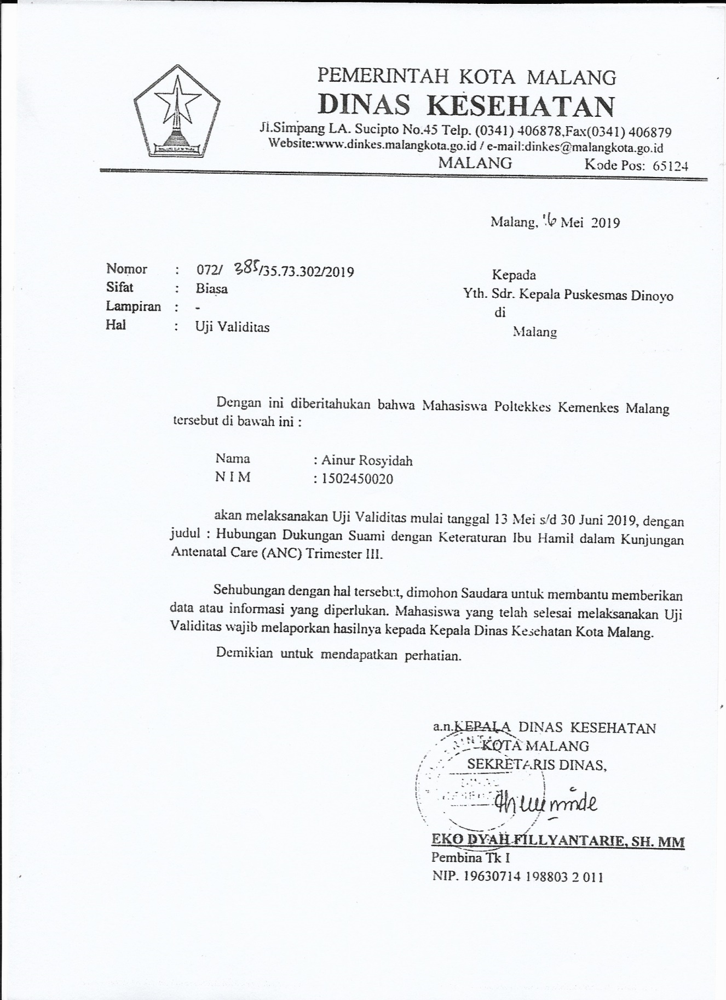 PEMERINTAH KOTA MALANG
DINAS KESEHATAN
Jl.Simpang LA. Sucipto No.45 Telp. (0341) 406878,Fax(0341) 406879
Website:www.dinkes.malangkota.go.id / e-mail:dinkes@malangkota.go.id
MALANG Kode Pos: 65124
Malang, Mei 2019
Nomor : 072/ 385/35.73.302/2019
Sifat : Biasa
Lampiran : -
Hal : Uji Validitas
Kepada
Yth. Sdr. Kepala Puskesmas Dinoyo
di
Malang
Dengan ini diberitahukan bahwa Mahasiswa Poltekkes Kemenkes Malang
tersebut di bawah ini :
Nama : Ainur Rosyidah
N I M : 1502450020
akan melaksanakan Uji Validitas mulai tanggal 13 Mei s/d 30 Juni 2019, dengan
judul : Hubungan Dukungan Suami dengan Keteraturan Ibu Hamil dalam Kunjungan
Antenatal Care (ANC) Trimester III.
Sehubungan dengan hal tersebut, dimohon Saudara untuk membantu memberikan
data atau informasi yang diperlukan. Mahasiswa yang telah selesai melaksanakan Uji
Validitas wajib melaporkan hasilnya kepada Kepala Dinas Kesehatan Kota Malang.
Demikian untuk mendapatkan perhatian.
a.n.KEPALA DINAS KESEHATAN
KOTA MALANG
SEKRETARIS DINAS,
EKO DYAH FILLYANTARIE, SH. MM
Pembina Tk I
NIP. 19630714 198803 2 011